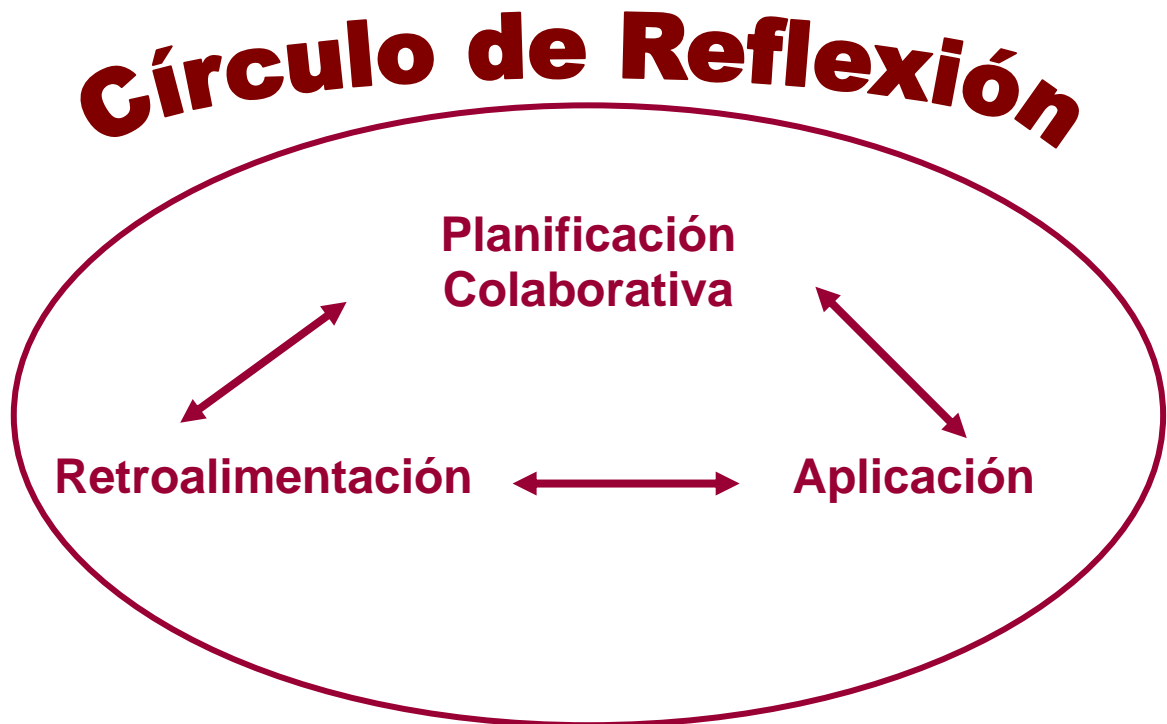 Círculo de Reflexión
Planificación
Colaborativa
Retroalimentación
Aplicación